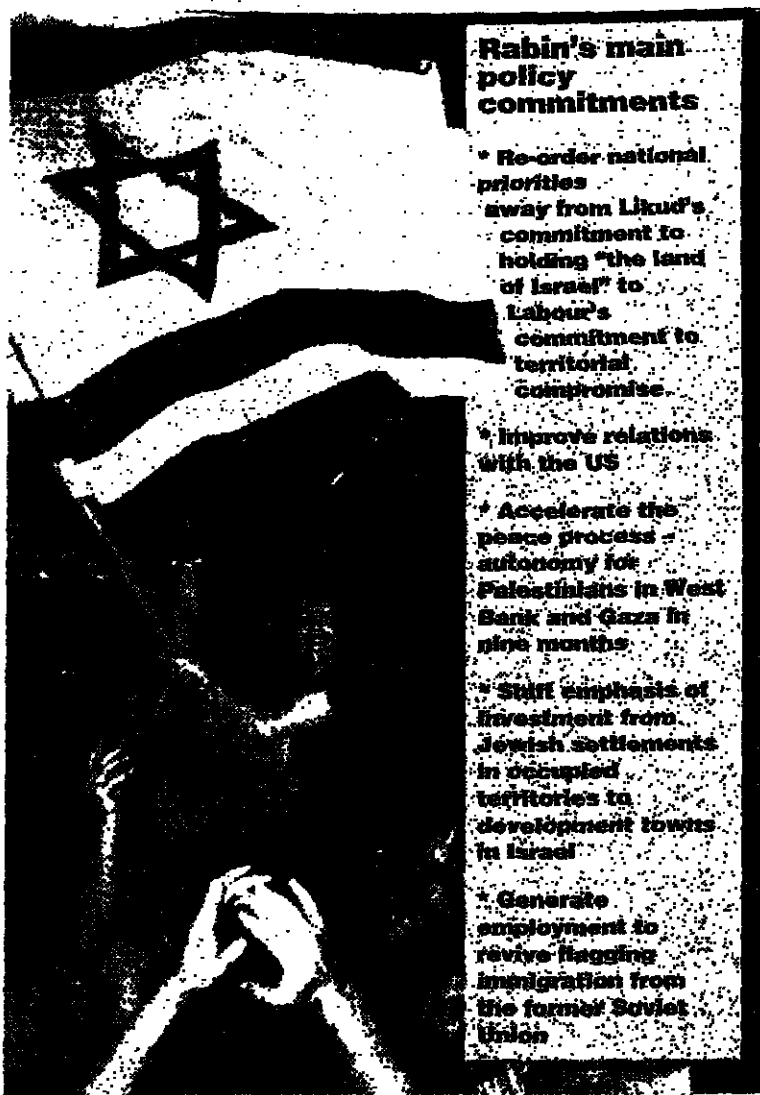 Rabin's main
policy
commitments
* Re-order national
priorities
away from Likud's
commitment to
holding "the land
of Israel" to
Labour's
commitment to
territorial
compromise
* Improve relations
with the US
* Accelerate the
peace process -
autonomy for
Palestinians in West
Bank and Gaza in
nine months
* Shift emphasis of
investment from
Jewish settlements
in occupied
territories to
development towns
in Israel
* Generate
employment to
revive flagging
immigration from
the former Soviet
Union